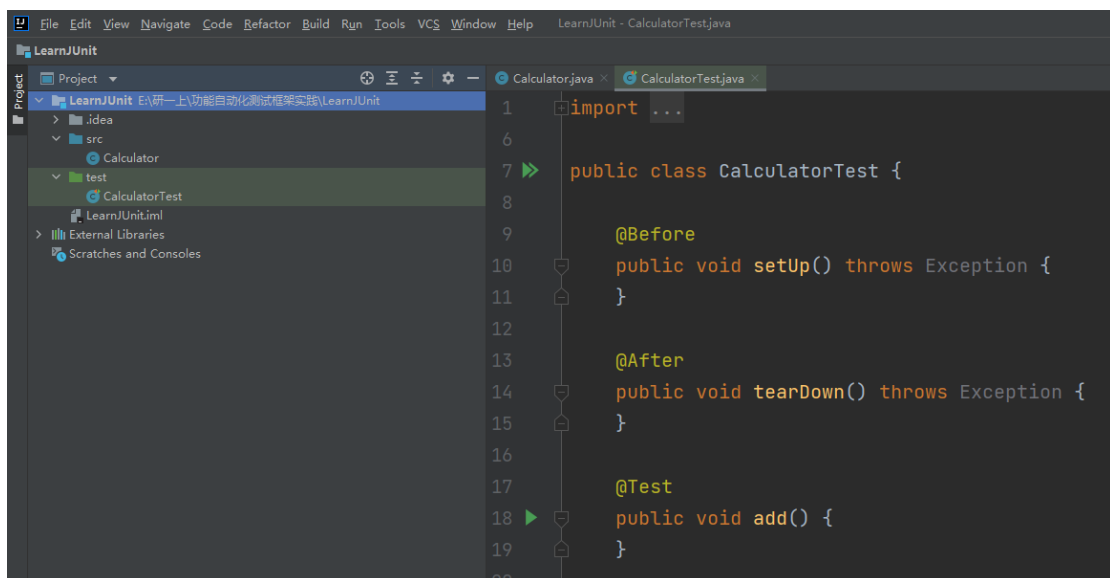 File Edit View Navigate Code Refactor Build Run Tools VCS Window Help LearnJUnit - CalculatorTest.java
LearnJUnit
Project
Project
LearnJUnit E:\研一上\功能自动化测试框架实践\LearnJUnit
.idea
src
Calculator
test
CalculatorTest
LearnJUnit.iml
External Libraries
Scratches and Consoles
Calculator.java CalculatorTest.java
1 import ...
6
7 public class CalculatorTest {
8
9 @Before
10 public void setUp() throws Exception {
11 }
12
13 @After
14 public void tearDown() throws Exception {
15 }
16
17 @Test
18 public void add() {
19 }